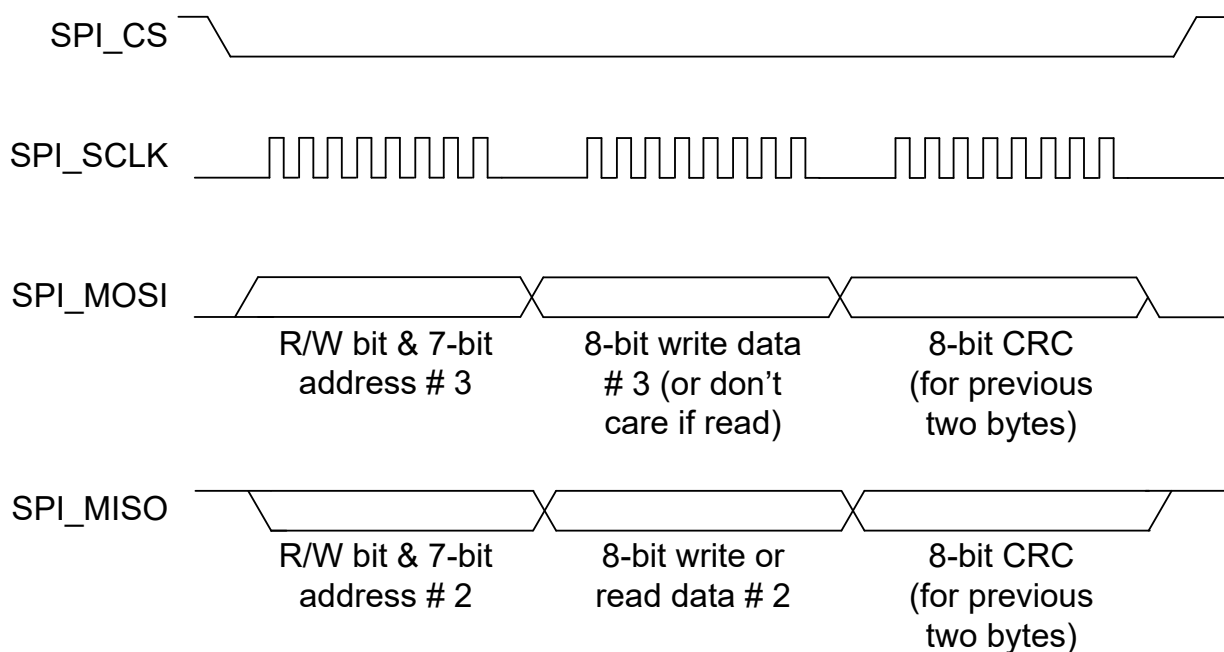 SPI_CS
SPI_SCLK
SPI_MOSI
R/W bit & 7-bit
address # 3
8-bit write data
# 3 (or don’t
care if read)
8-bit CRC
(for previous
two bytes)
SPI_MISO
R/W bit & 7-bit
address # 2
8-bit write or
read data # 2
8-bit CRC
(for previous
two bytes)